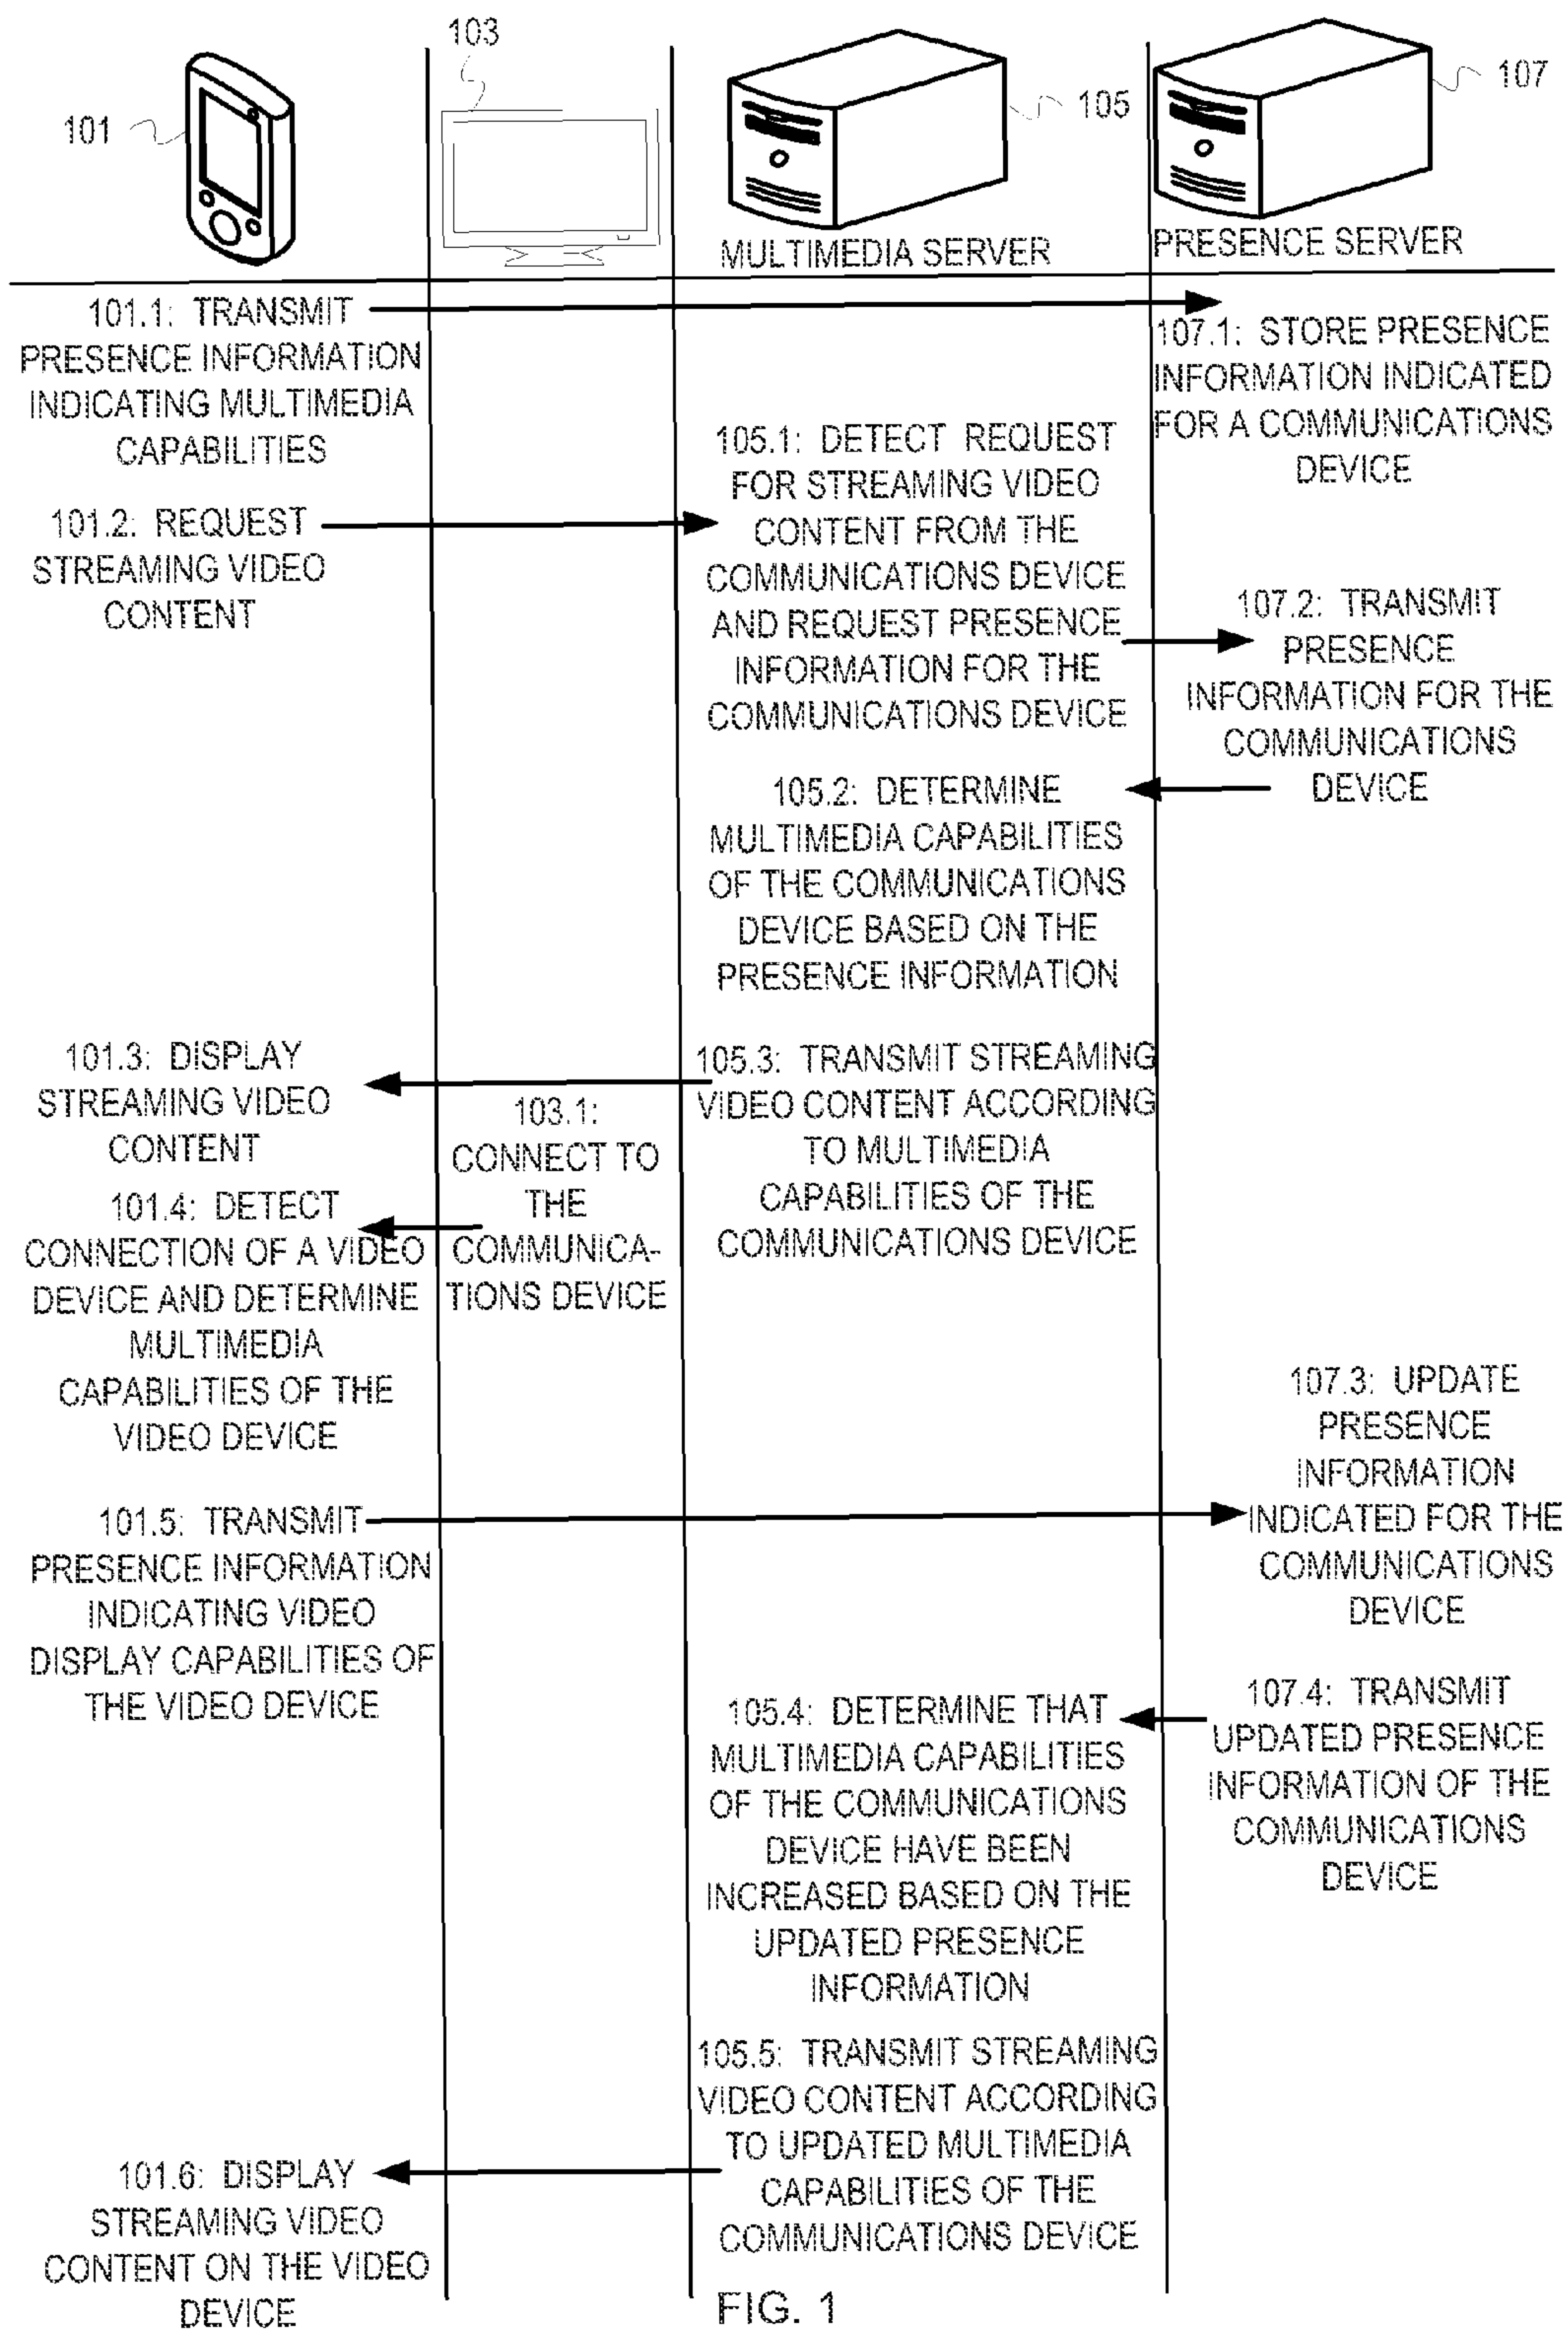 103
107
101
105
MULTIMEDIA SERVER
PRESENCE SERVER
101.1: TRANSMIT
PRESENCE INFORMATION
INDICATING MULTIMEDIA
CAPABILITIES
107.1: STORE PRESENCE
INFORMATION INDICATED
FOR A COMMUNICATIONS
DEVICE
101.2: REQUEST
STREAMING VIDEO
CONTENT
105.1: DETECT REQUEST
FOR STREAMING VIDEO
CONTENT FROM THE
COMMUNICATIONS DEVICE
AND REQUEST PRESENCE
INFORMATION FOR THE
COMMUNICATIONS DEVICE
107.2: TRANSMIT
PRESENCE
INFORMATION FOR THE
COMMUNICATIONS
DEVICE
105.2: DETERMINE
MULTIMEDIA CAPABILITIES
OF THE COMMUNICATIONS
DEVICE BASED ON THE
PRESENCE INFORMATION
105.3: TRANSMIT STREAMING
VIDEO CONTENT ACCORDING
TO MULTIMEDIA
CAPABILITIES OF THE
COMMUNICATIONS DEVICE
101.3: DISPLAY
STREAMING VIDEO
CONTENT
103.1:
CONNECT TO
THE
COMMUNICA-
TIONS DEVICE
101.4: DETECT
CONNECTION OF A VIDEO
DEVICE AND DETERMINE
MULTIMEDIA
CAPABILITIES OF THE
VIDEO DEVICE
101.5: TRANSMIT
PRESENCE INFORMATION
INDICATING VIDEO
DISPLAY CAPABILITIES OF
THE VIDEO DEVICE
107.3: UPDATE
PRESENCE
INFORMATION
INDICATED FOR THE
COMMUNICATIONS
DEVICE
107.4: TRANSMIT
UPDATED PRESENCE
INFORMATION OF THE
COMMUNICATIONS
DEVICE
105.4: DETERMINE THAT
MULTIMEDIA CAPABILITIES
OF THE COMMUNICATIONS
DEVICE HAVE BEEN
INCREASED BASED ON THE
UPDATED PRESENCE
INFORMATION
105.5: TRANSMIT STREAMING
VIDEO CONTENT ACCORDING
TO UPDATED MULTIMEDIA
CAPABILITIES OF THE
COMMUNICATIONS DEVICE
101.6: DISPLAY
STREAMING VIDEO
CONTENT ON THE VIDEO
DEVICE
FIG. 1